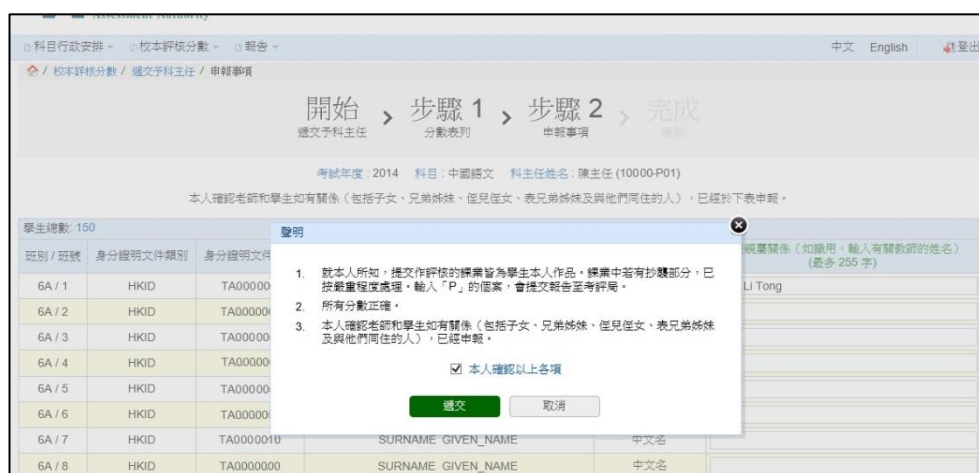 Assessment Authority
科目行政安排 校本評核分數 報告 中文 English 登出
/ 校本評核分數 / 遞交予科主任 / 申報事項
開始 > 步驟 1 > 步驟 2 > 完成
遞交予科主任 分數表列 申報事項
考試年度 : 2014 科目 : 中國語文 科主任姓名 : 陳主任 (10000-P01)
本人確認老師和學生如有關係（包括子女、兄弟姊妹、侄兒侄女、表兄弟姊妹及與他們同住的人），已經於下表申報。
學生總數: 150
聲明
班別 / 班號 身分證明文件類別 身分證明文件 親屬關係（如適用，輸入有關教師的姓名）
(最多 255 字)
1. 就本人所知，提交作評核的課業皆為學生本人作品。課業中若有抄襲部分，已
按嚴重程度處理。輸入「P」的個案，會提交報告至考評局。
2. 所有分數正確。
3. 本人確認老師和學生如有關係（包括子女、兄弟姊妹、侄兒侄女、表兄弟姊妹
及與他們同住的人），已經申報。
本人確認以上各項
遞交 取消
6A / 1 HKID TA00000 Li Tong
6A / 2 HKID TA00000
6A / 3 HKID TA00000
6A / 4 HKID TA00000
6A / 5 HKID TA00000
6A / 6 HKID TA00000
6A / 7 HKID TA0000010 SURNAME GIVEN_NAME 中文名
6A / 8 HKID TA0000000 SURNAME GIVEN_NAME 中文名